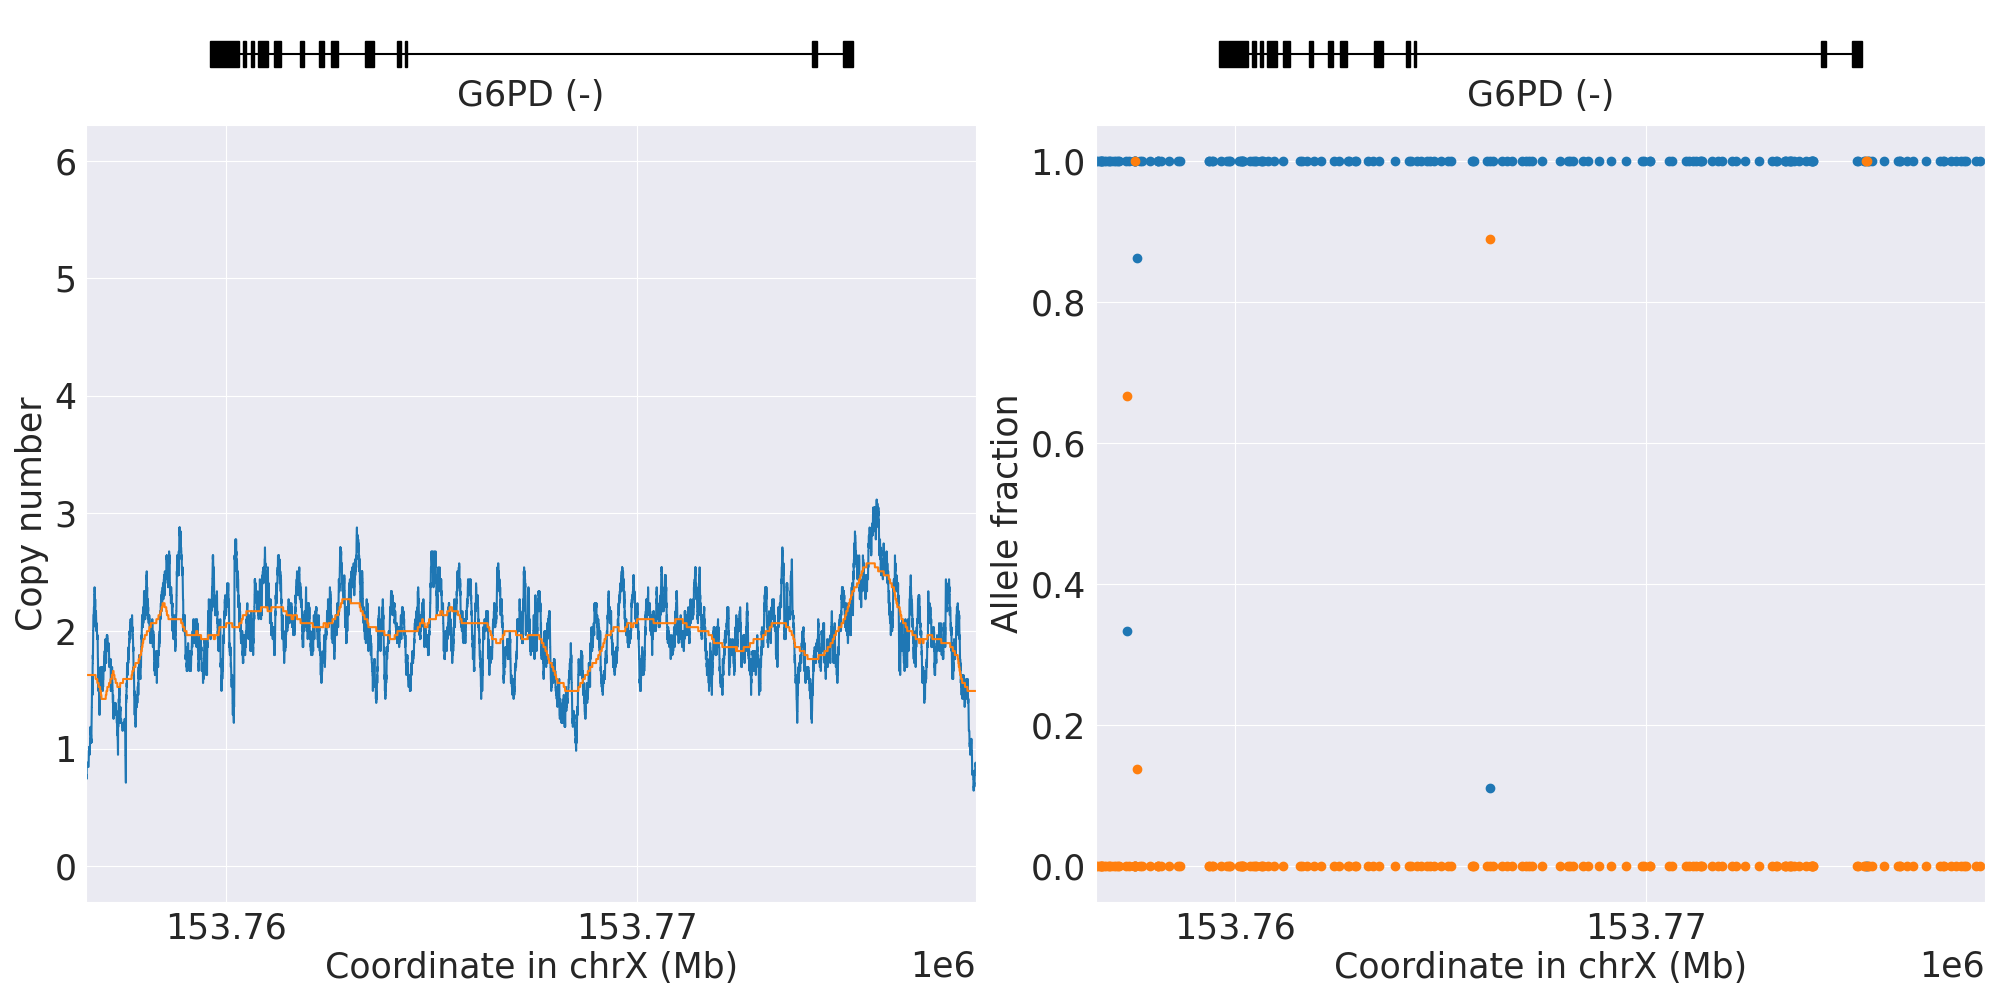 G6PD (-)
6
5
4
3
2
1
0
Copy number
153.76
153.77
Coordinate in chrX (Mb)
1e6
G6PD (-)
1.0
0.8
0.6
0.4
0.2
0.0
Allele fraction
153.76
153.77
Coordinate in chrX (Mb)
1e6